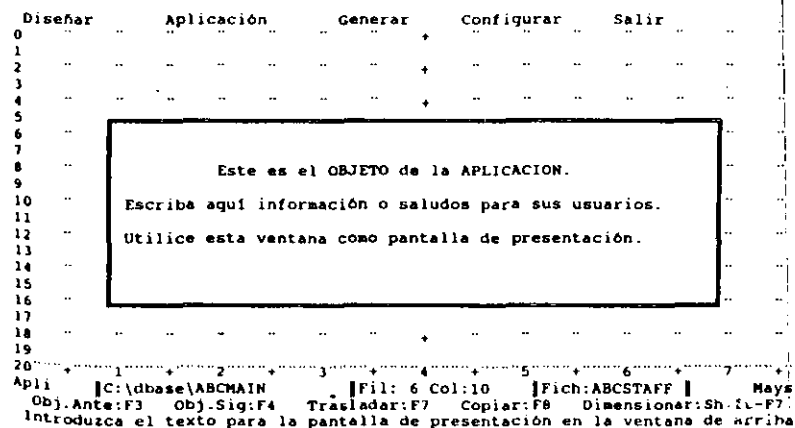 Diseñar Aplicación Generar Configurar Salir
0
1
2
3
4
5
6
7
8 Este es el OBJETO de la APLICACION.
9
10 Escriba aquí información o saludos para sus usuarios.
11
12 Utilice esta ventana como pantalla de presentación.
13
14
15
16
17
18
19
20 1 2 3 4 5 6 7
Apli C:\dbase\ABCMAIN Fil: 6 Col:10 Fich:ABCSTAFF Mays
Obj.Ante:F3 Obj.Sig:F4 Trasladar:F7 Copiar:F8 Dimensionar:Sh.ft-F7
Introduzca el texto para la pantalla de presentación en la ventana de arriba